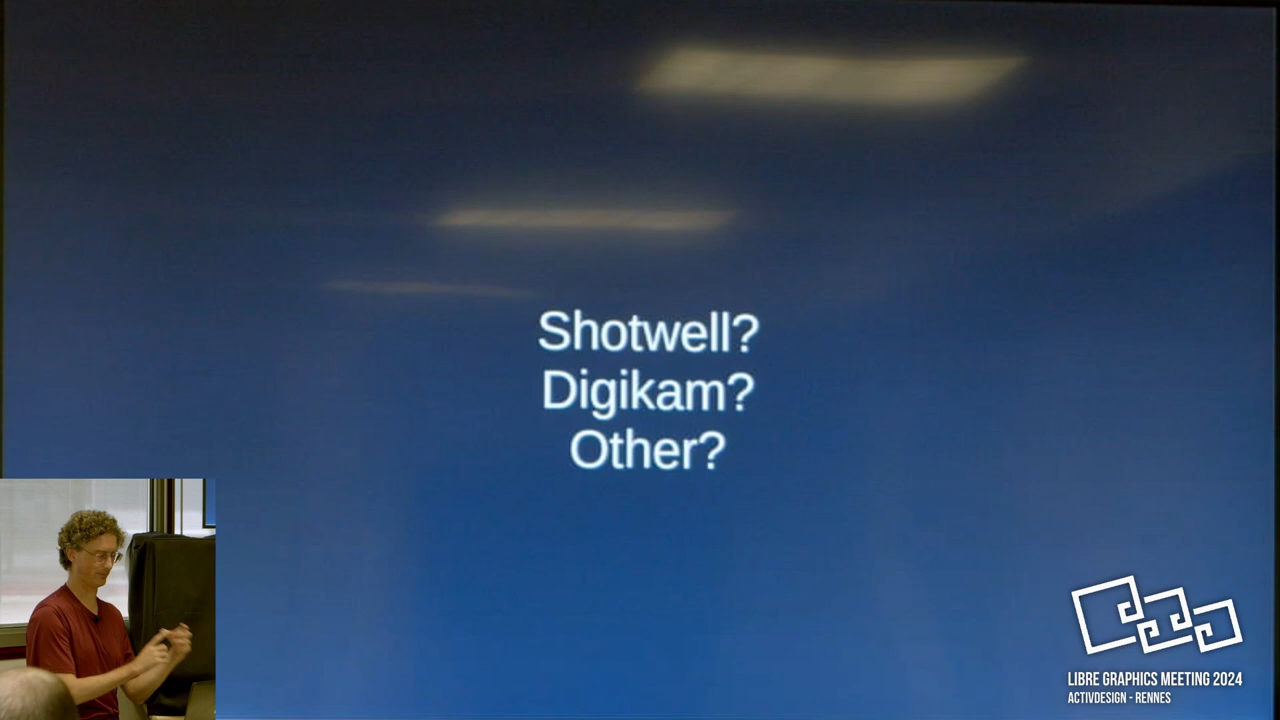 Shotwell?
Digikam?
Other?
LIBRE GRAPHICS MEETING 2024
ACTIVDESIGN - RENNES